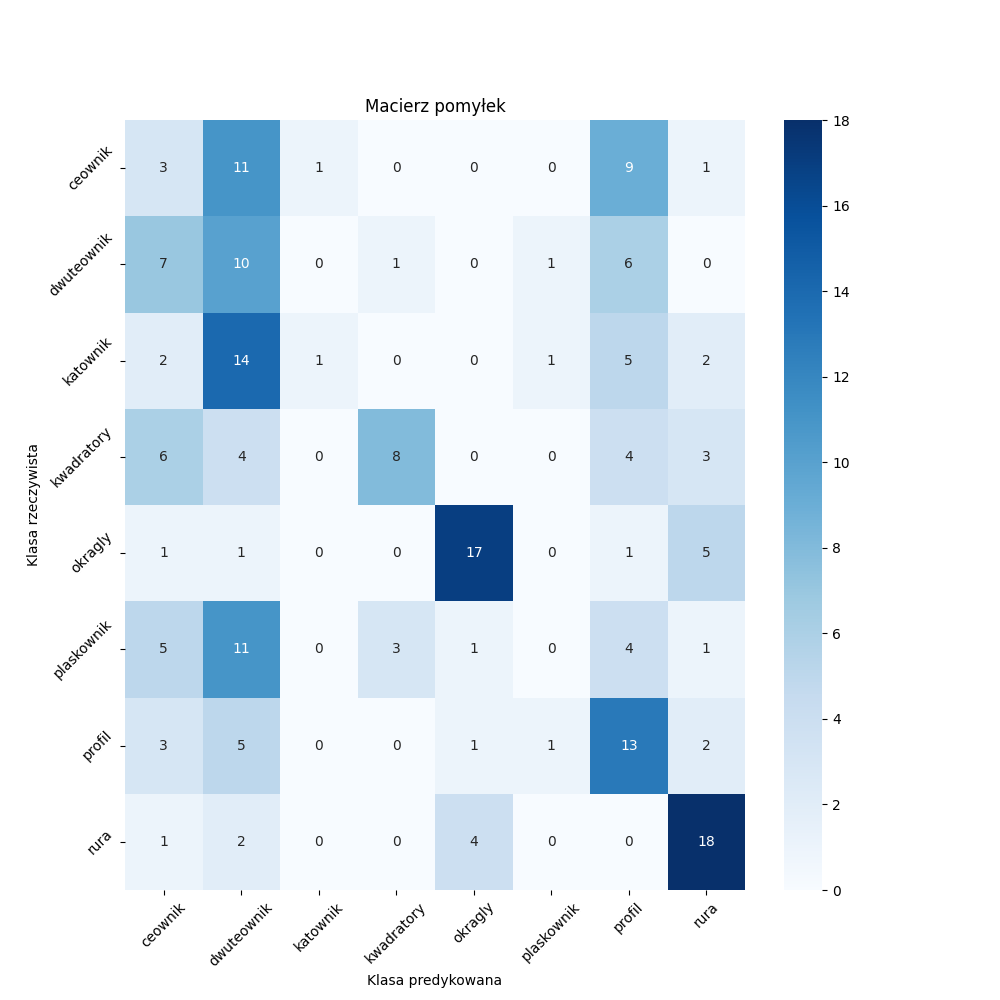 Macierz pomyłek
ceownik 3 11 1 0 0 0 9 1
dwuteownik 7 10 0 1 0 1 6 0
katownik 2 14 1 0 0 1 5 2
kwadratory 6 4 0 8 0 0 4 3
okragly 1 1 0 0 17 0 1 5
plaskownik 5 11 0 3 1 0 4 1
profil 3 5 0 0 1 1 13 2
rura 1 2 0 0 4 0 0 18
Klasa rzeczywista
ceownik dwuteownik katownik kwadratory okragly plaskownik profil rura
Klasa predykowana
18
16
14
12
10
8
6
4
2
0